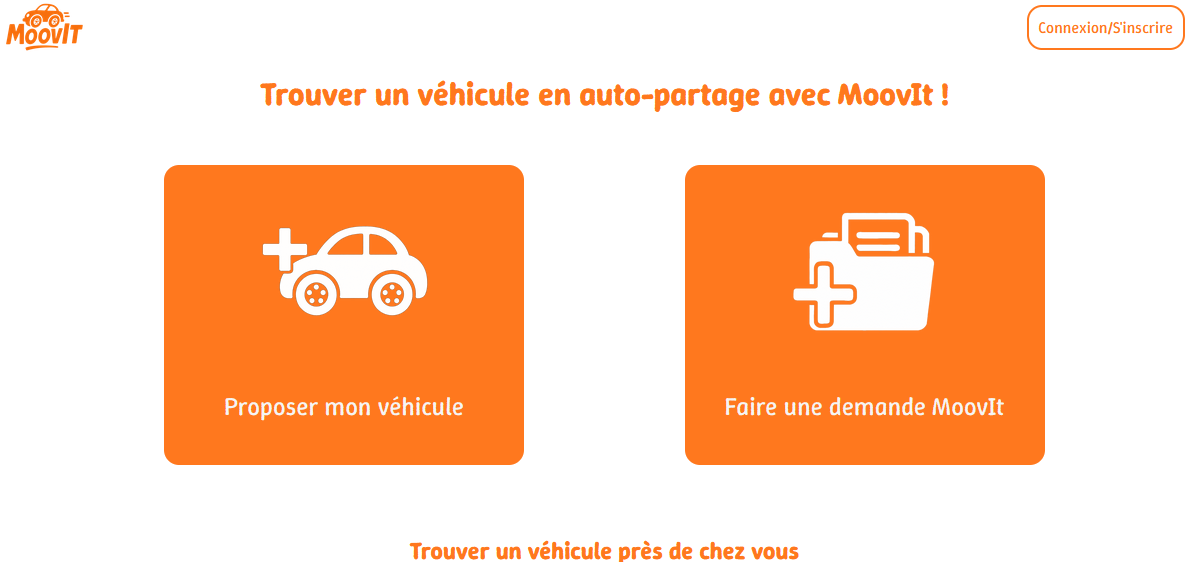 MoovIT
Connexion/S'inscrire
Trouver un véhicule en auto-partage avec MoovIt !
Proposer mon véhicule
Faire une demande MoovIt
Trouver un véhicule près de chez vous